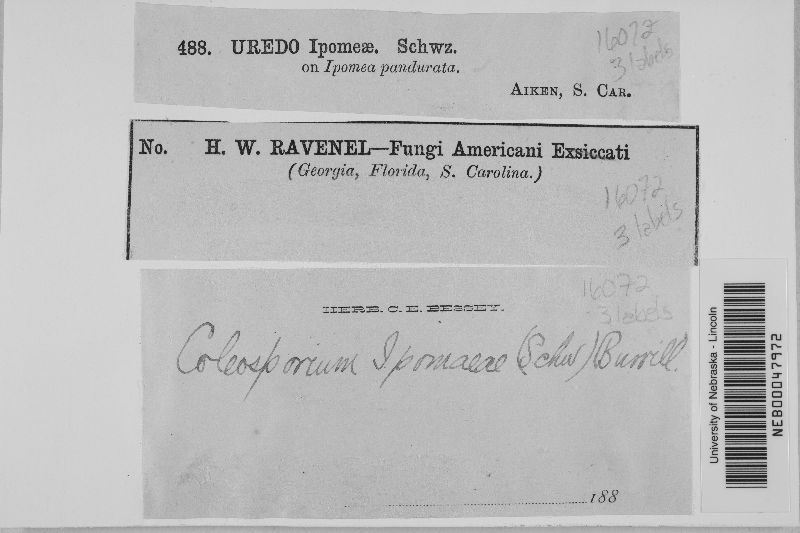 488. UREDO Ipomeæ. Schwz.
on Ipomea pandurata.
AIKEN, S. CAR.
16072
3 labels
No. H. W. RAVENEL—Fungi Americani Exsiccati
(Georgia, Florida, S. Carolina.)
16072
3 labels
HERB. C. E. BESSEY.
16072
3 labels
Coleosporium Ipomaeae (Schw) Burrill.
188
University of Nebraska - Lincoln
NEB00047972